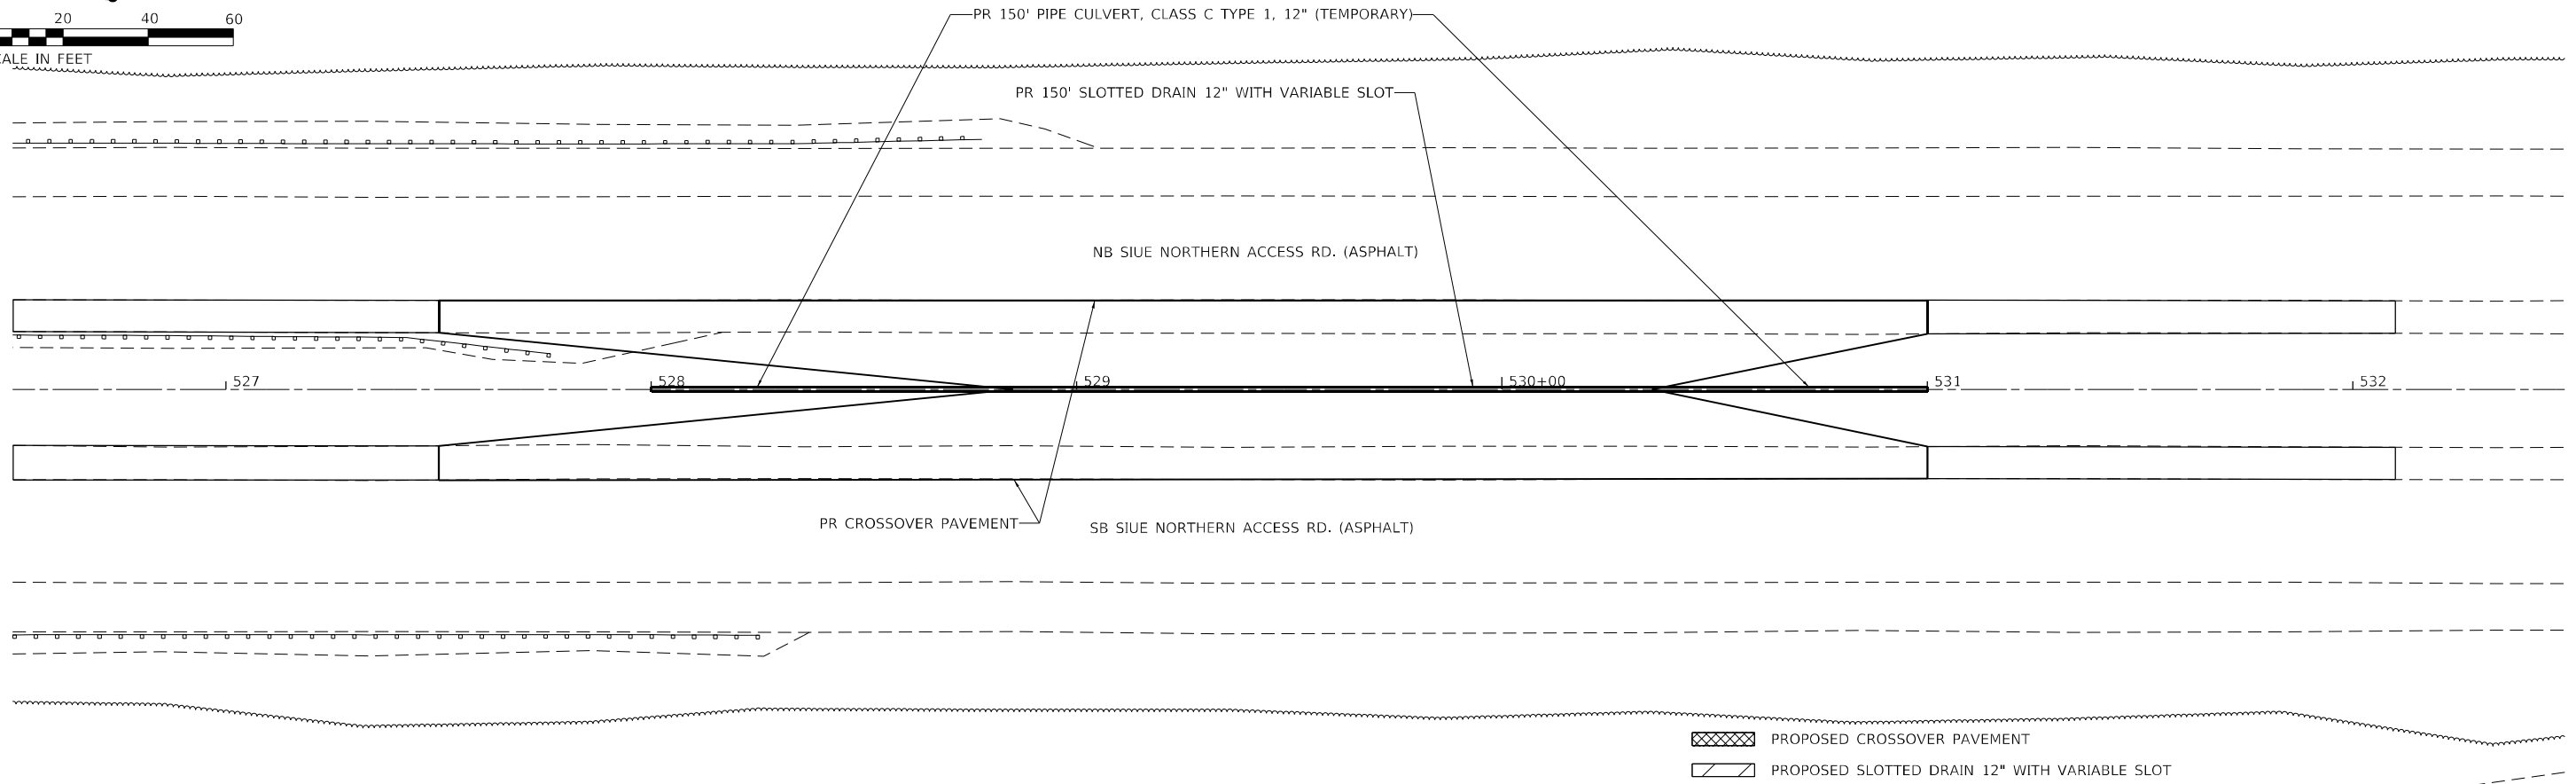 20 40 60
CALE IN FEET
PR 150' PIPE CULVERT, CLASS C TYPE 1, 12" (TEMPORARY)
PR 150' SLOTTED DRAIN 12" WITH VARIABLE SLOT
NB SIUE NORTHERN ACCESS RD. (ASPHALT)
527 528 529 530+00 531 532
PR CROSSOVER PAVEMENT
SB SIUE NORTHERN ACCESS RD. (ASPHALT)
PROPOSED CROSSOVER PAVEMENT
PROPOSED SLOTTED DRAIN 12" WITH VARIABLE SLOT